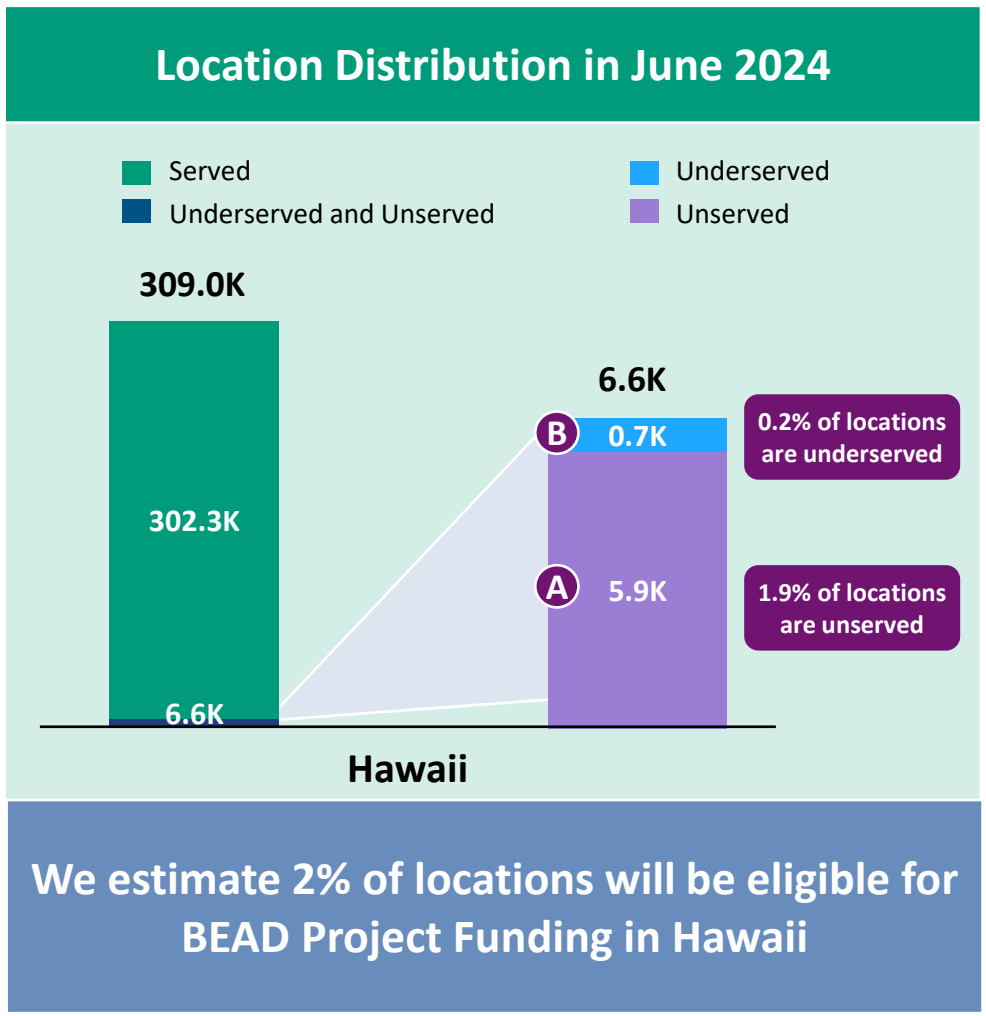 Location Distribution in June 2024
Served
Underserved
Underserved and Unserved
Unserved
309.0K
302.3K
6.6K
6.6K
B
0.7K
0.2% of locations
are underserved
A
5.9K
1.9% of locations
are unserved
Hawaii
We estimate 2% of locations will be eligible for
BEAD Project Funding in Hawaii